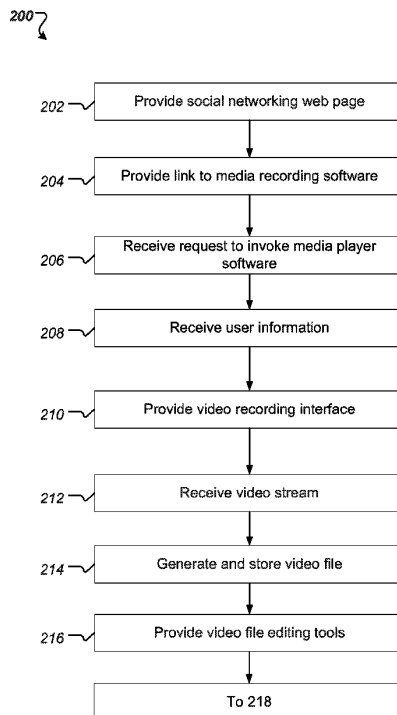 200
202
Provide social networking web page
204
Provide link to media recording software
206
Receive request to invoke media player
software
208
Receive user information
210
Provide video recording interface
212
Receive video stream
214
Generate and store video file
216
Provide video file editing tools
To 218